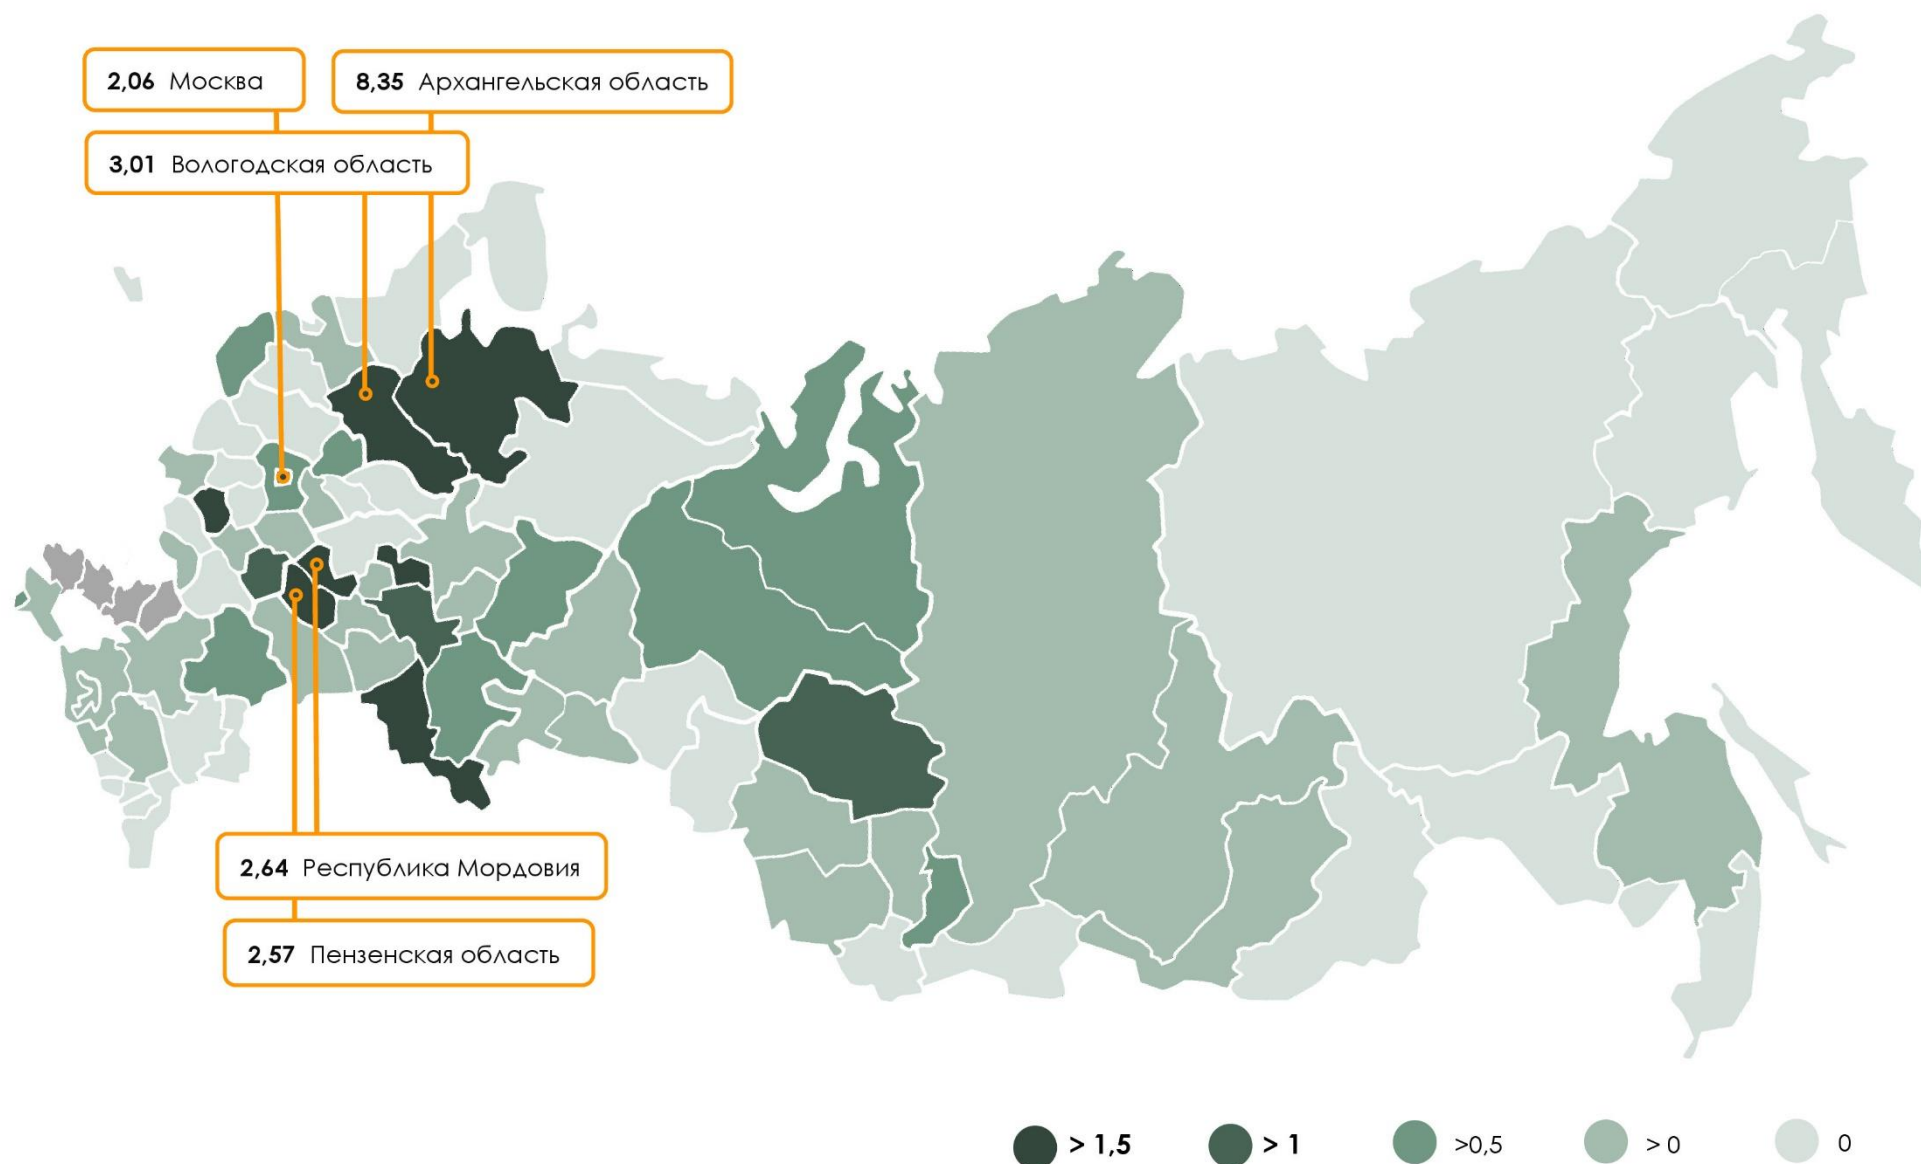 2,06 Москва
8,35 Архангельская область
3,01 Вологодская область
2,64 Республика Мордовия
2,57 Пензенская область
> 1,5
> 1
>0,5
> 0
0